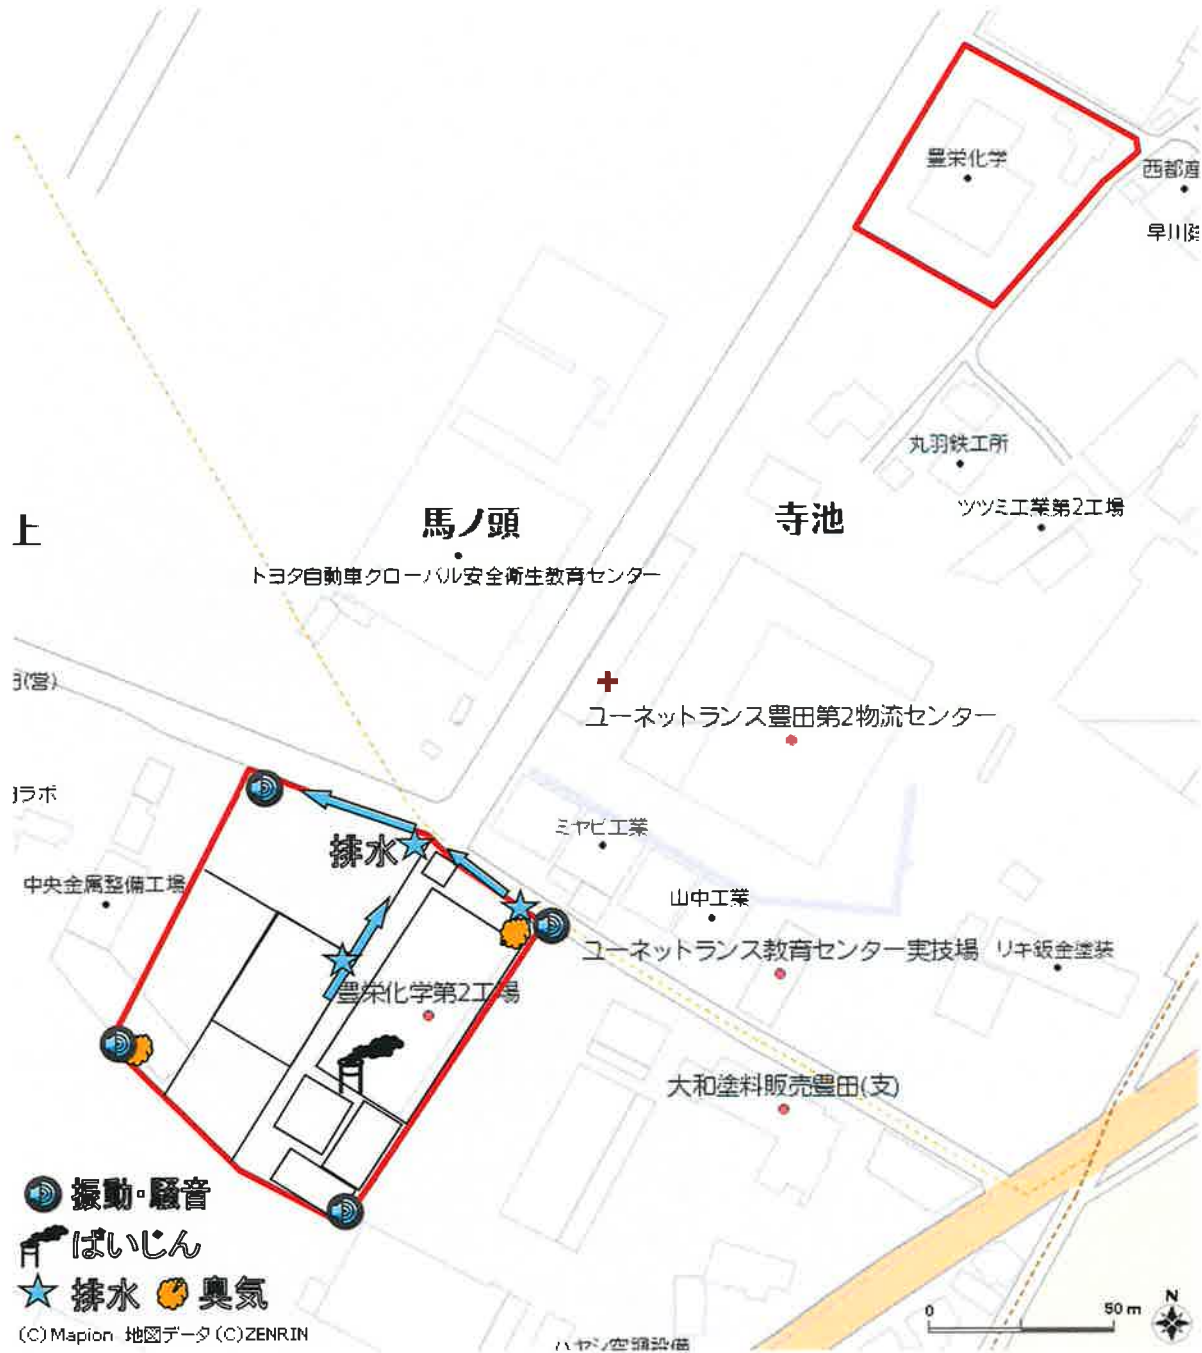 豊栄化学
丸羽鉄工所
ツツミ工業第2工場
上
馬ノ頭
寺池
トヨタ自動車グローバル安全衛生教育センター
(営)
ユーネットランス豊田第2物流センター
ラボ
ミヤビ工業
排水
中央金属整備工場
山中工業
ユーネットランス教育センター実技場
リキ鈑金塗装
豊栄化学第2工場
大和塗料販売豊田(支)
振動・騒音
ばいじん
排水
臭気
N
0
50 m
(C)Mapion 地図データ(C)ZENRIN